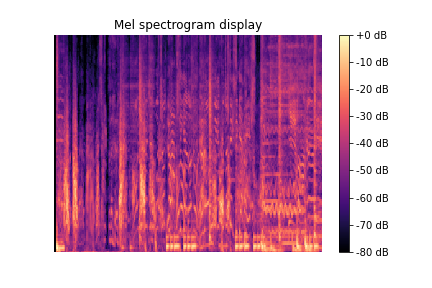 Mel spectrogram display
+0 dB
-10 dB
-20 dB
-30 dB
-40 dB
-50 dB
-60 dB
-70 dB
-80 dB